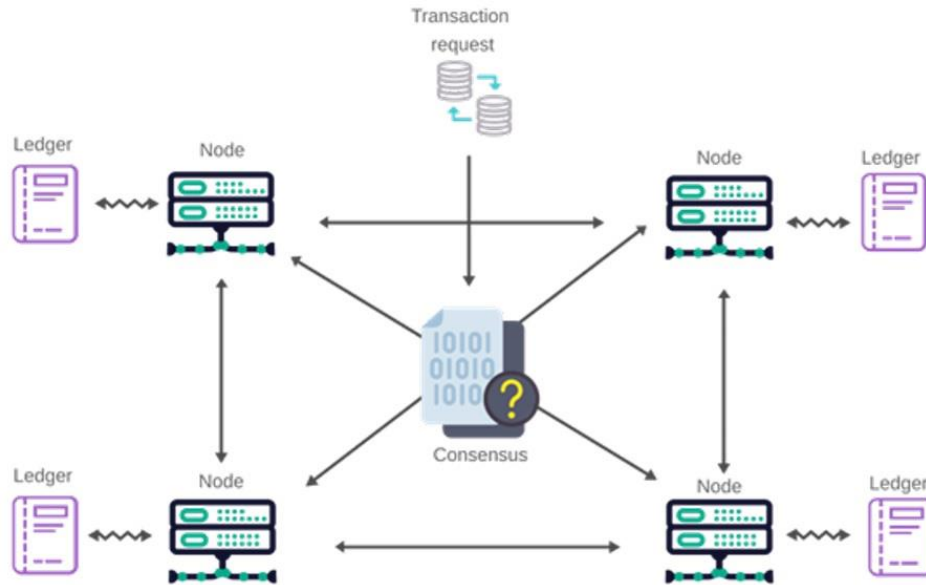 Transaction
request
Ledger
Node
Node
Ledger
10101
01010
1010
?
Consensus
Ledger
Node
Node
Ledger